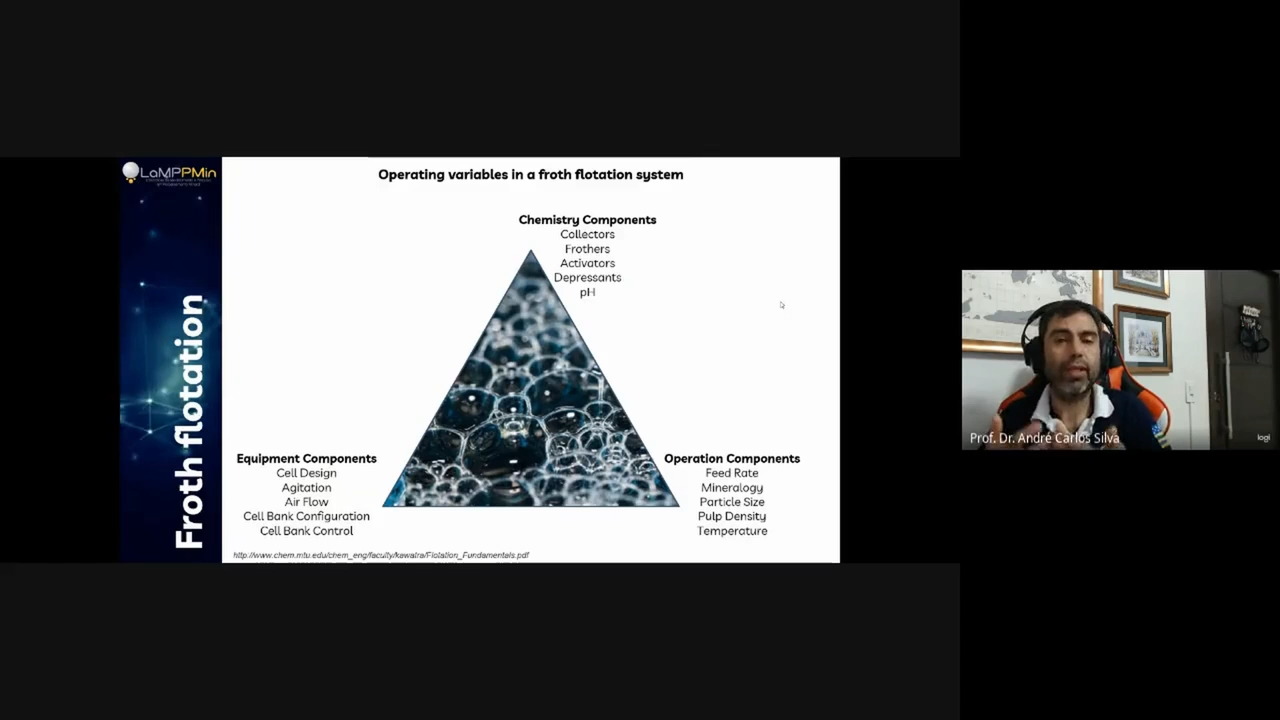 LaMPPMin
Froth flotation
Operating variables in a froth flotation system
Chemistry Components
Collectors
Frothers
Activators
Depressants
pH
Equipment Components
Cell Design
Agitation
Air Flow
Cell Bank Configuration
Cell Bank Control
Operation Components
Feed Rate
Mineralogy
Particle Size
Pulp Density
Temperature
http://www.chem.mtu.edu/chem_eng/faculty/kawatra/Flotation_Fundamentals.pdf
Prof. Dr. André Carlos Silva
logi